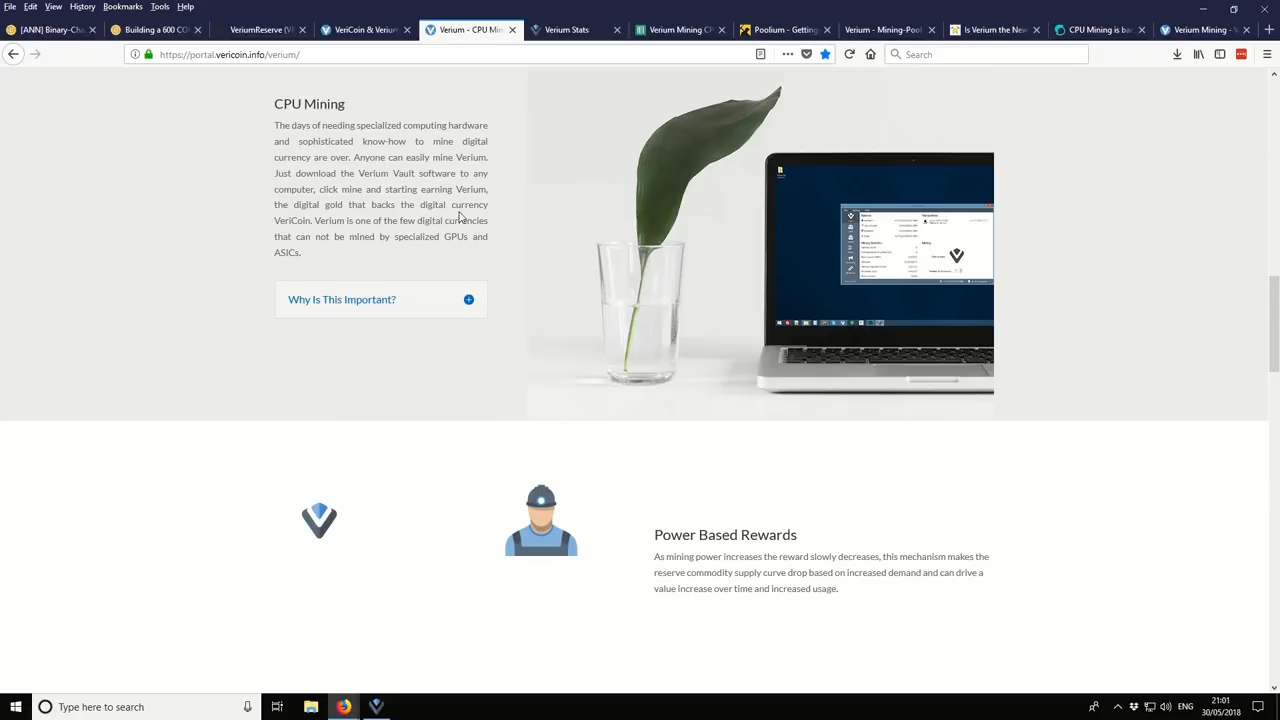 File Edit View History Bookmarks Tools Help
[ANN] Binary-Cha
Building a 600 CO
VeriumReserve (VR
VeriCoin & Verium
Verium - CPU Min
Verium Stats
Verium Mining CP
Poolium - Getting
Verium - Mining-Pool
Is Verium the New
CPU Mining is bac
Verium Mining - V
https://portal.vericoin.info/verium/
Search
CPU Mining
The days of needing specialized computing hardware
and sophisticated know-how to mine digital
currency are over. Anyone can easily mine Verium.
Just download the Verium Vault software to any
computer, click mine and starting earning Verium,
the digital gold that backs the digital currency
VeriCoin. Verium is one of the few digital currencies
that can not be mined by specialized GPUs and
ASICs.
Why Is This Important?
Power Based Rewards
As mining power increases the reward slowly decreases, this mechanism makes the
reserve commodity supply curve drop based on increased demand and can drive a
value increase over time and increased usage.
Type here to search
ENG
21:01
30/05/2018